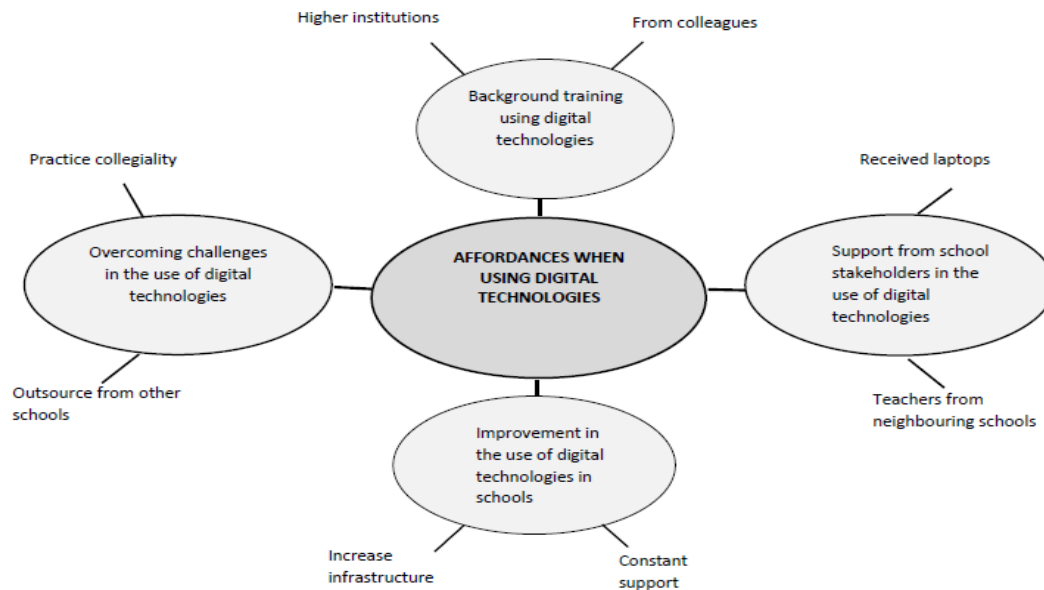 Higher institutions
From colleagues
Background training
using digital
technologies
Practice collegiality
Received laptops
Overcoming challenges
in the use of digital
technologies
AFFORDANCES WHEN
USING DIGITAL
TECHNOLOGIES
Support from school
stakeholders in the
use of digital
technologies
Outsource from other
schools
Teachers from
neighbouring schools
Improvement in
the use of digital
technologies in
schools
Increase
infrastructure
Constant
support